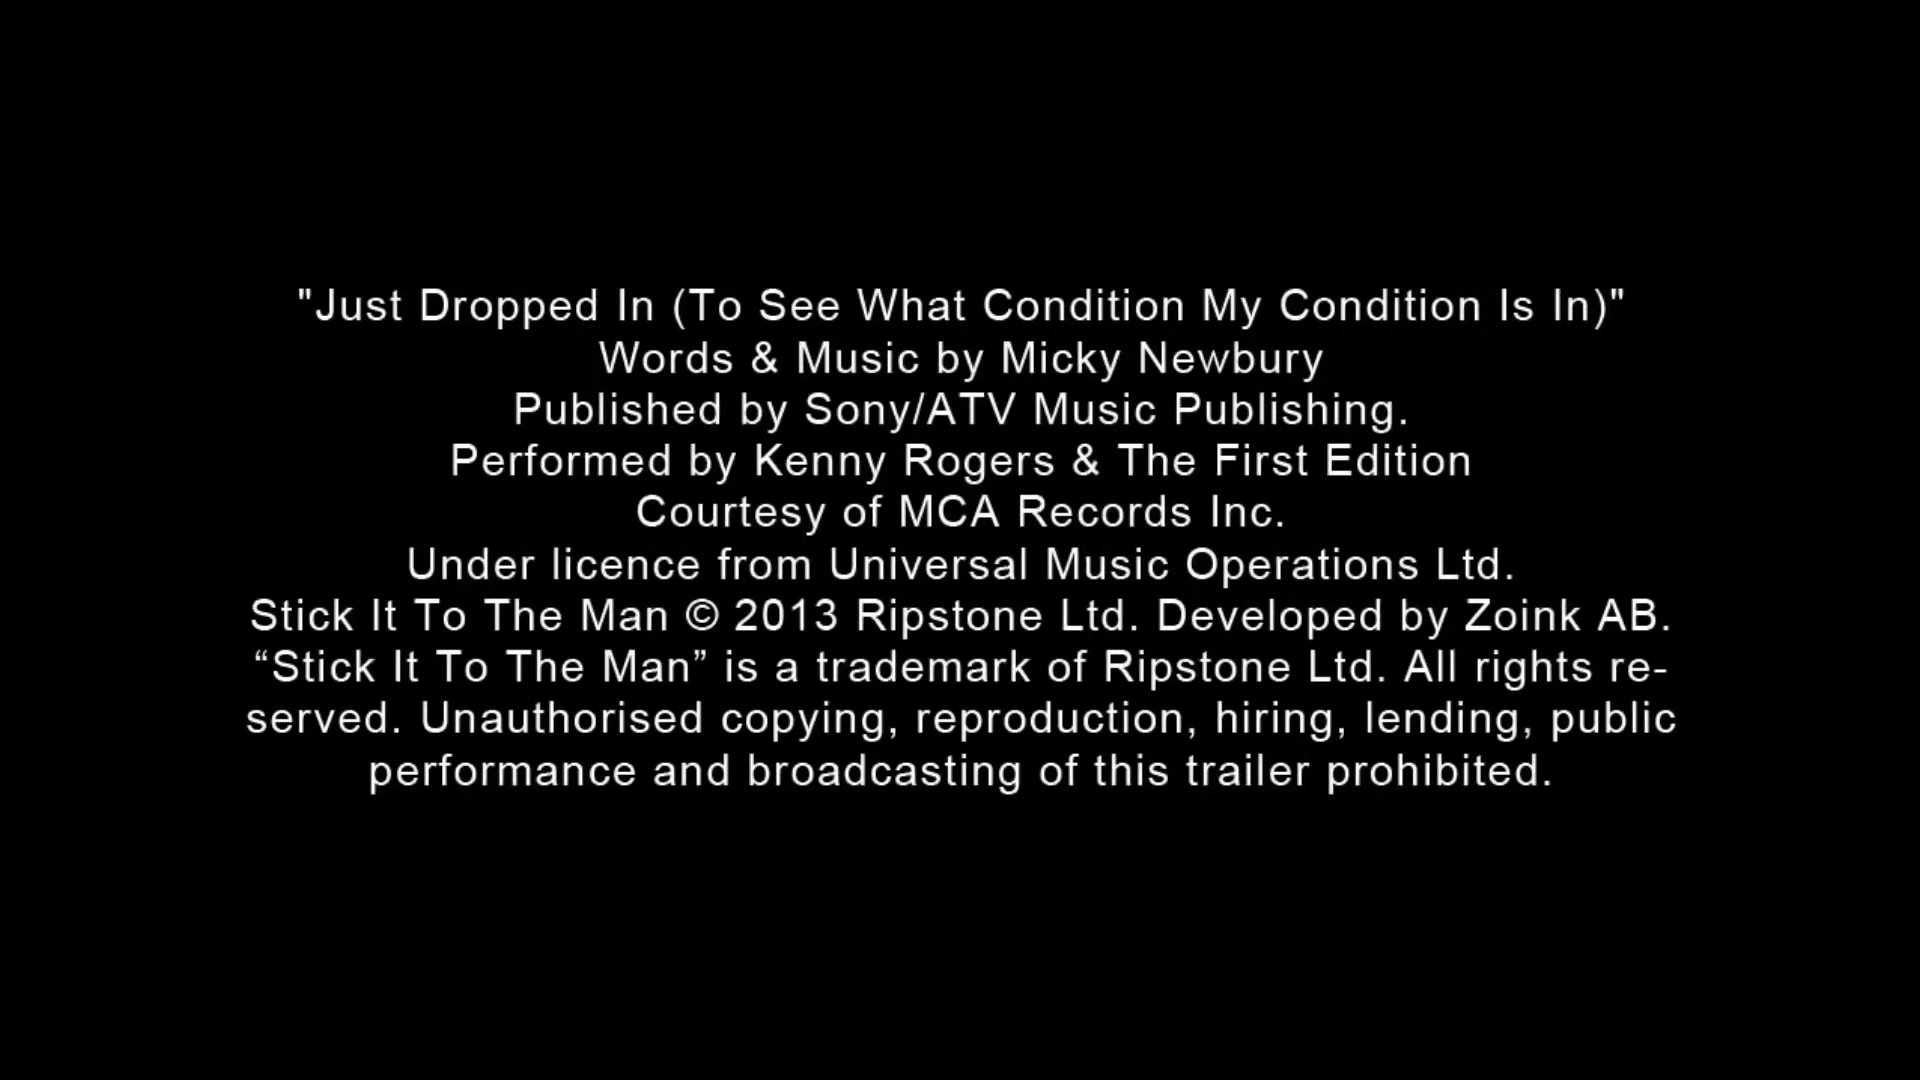 "Just Dropped In (To See What Condition My Condition Is In)"
Words & Music by Micky Newbury
Published by Sony/ATV Music Publishing.
Performed by Kenny Rogers & The First Edition
Courtesy of MCA Records Inc.
Under licence from Universal Music Operations Ltd.
Stick It To The Man © 2013 Ripstone Ltd. Developed by Zoink AB.
“Stick It To The Man” is a trademark of Ripstone Ltd. All rights re-
served. Unauthorised copying, reproduction, hiring, lending, public
performance and broadcasting of this trailer prohibited.